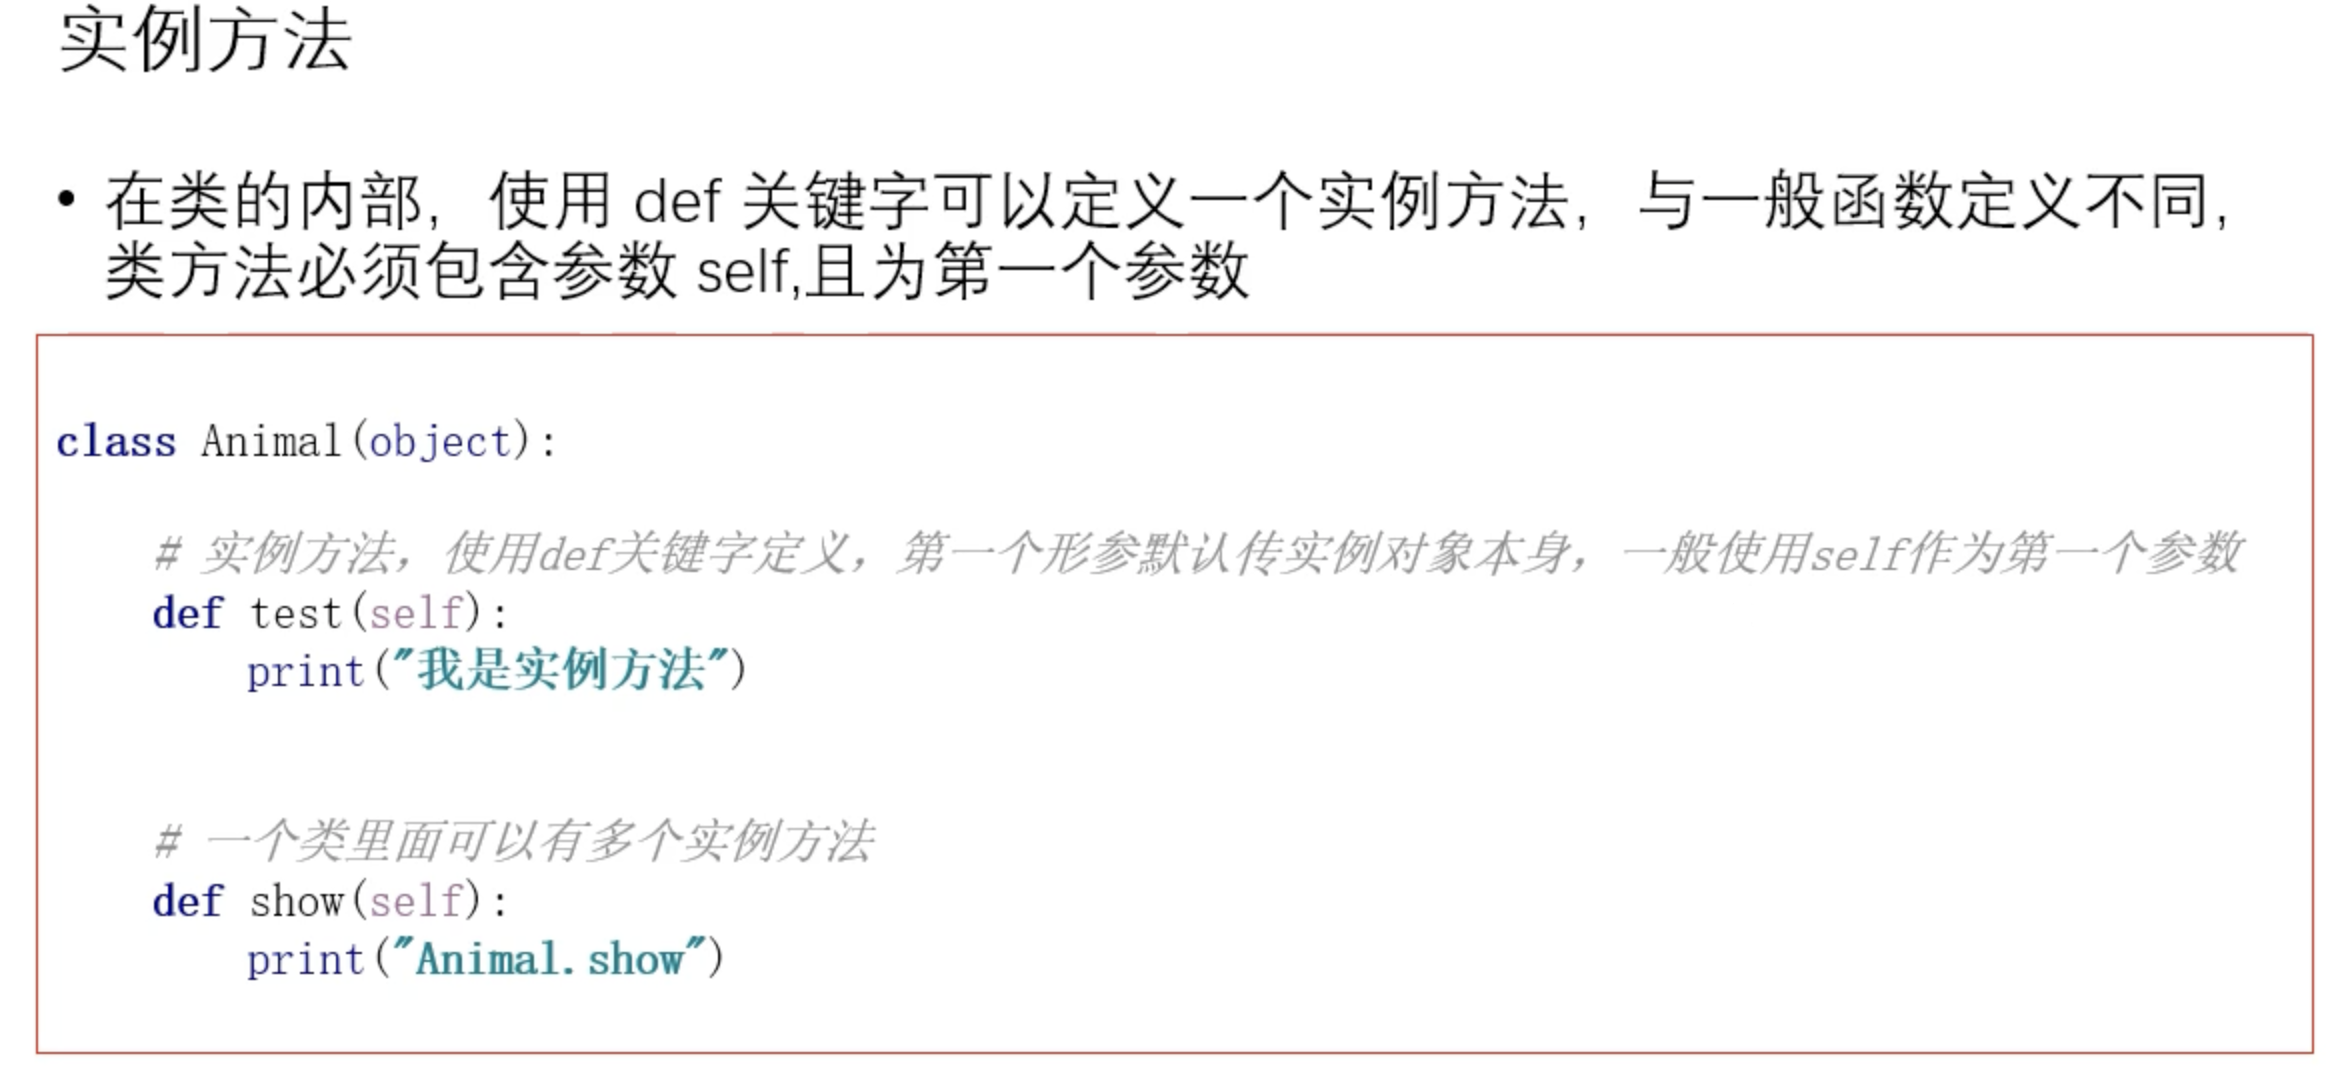 实例方法
• 在类的内部，使用 def 关键字可以定义一个实例方法，与一般函数定义不同，
类方法必须包含参数 self,且为第一个参数
class Animal(object):
# 实例方法，使用def关键字定义，第一个形参默认传实例对象本身，一般使用self作为第一个参数
def test(self):
print("我是实例方法")
# 一个类里面可以有多个实例方法
def show(self):
print("Animal.show")